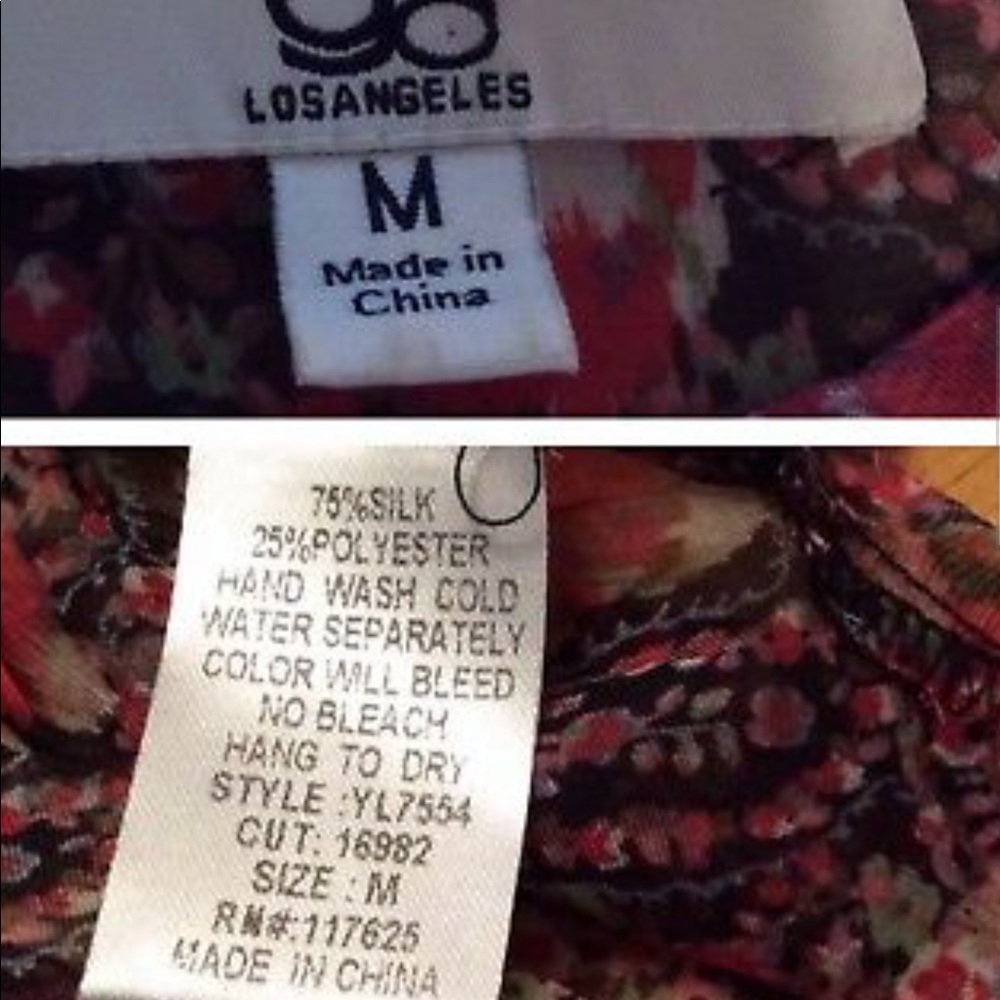 LOSANGELES
M
Made in
China
75%SILK
25%POLYESTER
HAND WASH COLD
WATER SEPARATELY
COLOR WILL BLEED
NO BLEACH
HANG TO DRY
STYLE :YL7554
CUT: 16982
SIZE : M
RN#:117625
MADE IN CHINA